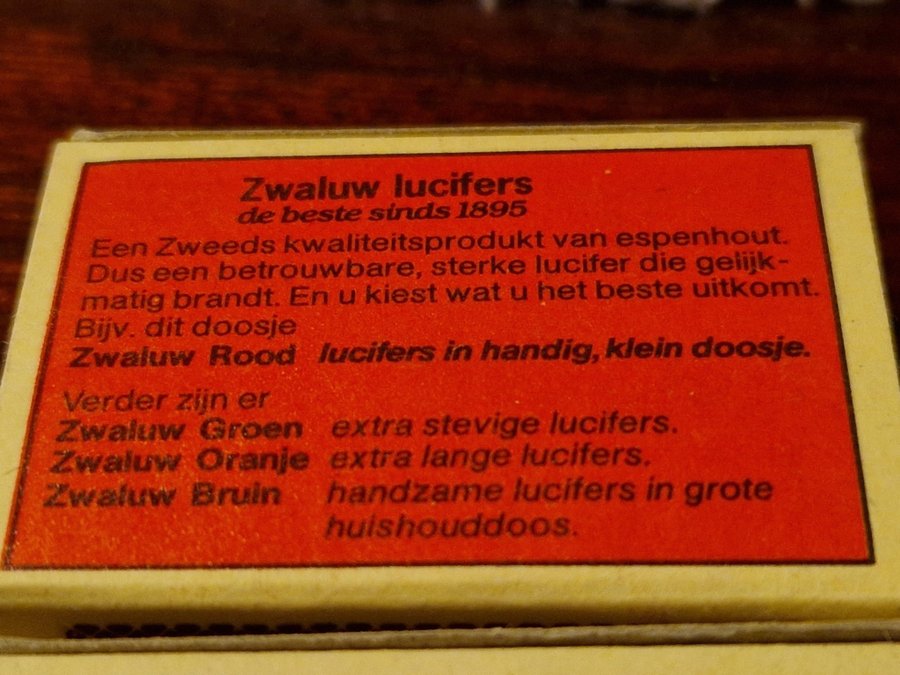 Zwaluw lucifers
de beste sinds 1895
Een Zweeds kwaliteitsprodukt van espenhout.
Dus een betrouwbare, sterke lucifer die gelijk-
matig brandt. En u kiest wat u het beste uitkomt.
Bijv. dit doosje
Zwaluw Rood lucifers in handig, klein doosje.
Verder zijn er
Zwaluw Groen extra stevige lucifers.
Zwaluw Oranje extra lange lucifers.
Zwaluw Bruin handzame lucifers in grote
huishouddoos.